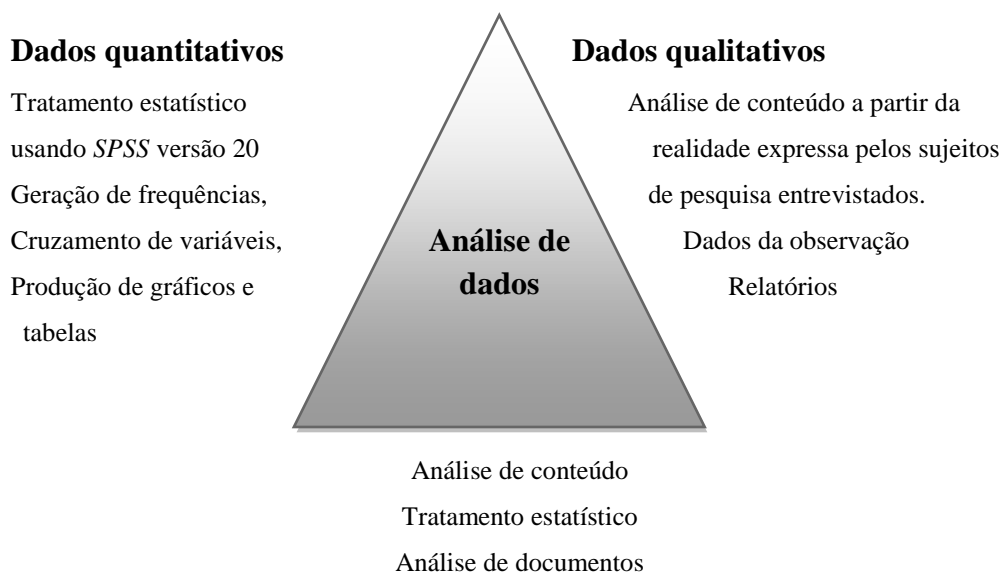 Dados quantitativos
Tratamento estatístico
usando SPSS versão 20
Geração de frequências,
Cruzamento de variáveis,
Produção de gráficos e
tabelas
Dados qualitativos
Análise de conteúdo a partir da
realidade expressa pelos sujeitos
de pesquisa entrevistados.
Dados da observação
Relatórios
Análise de
dados
Análise de conteúdo
Tratamento estatístico
Análise de documentos